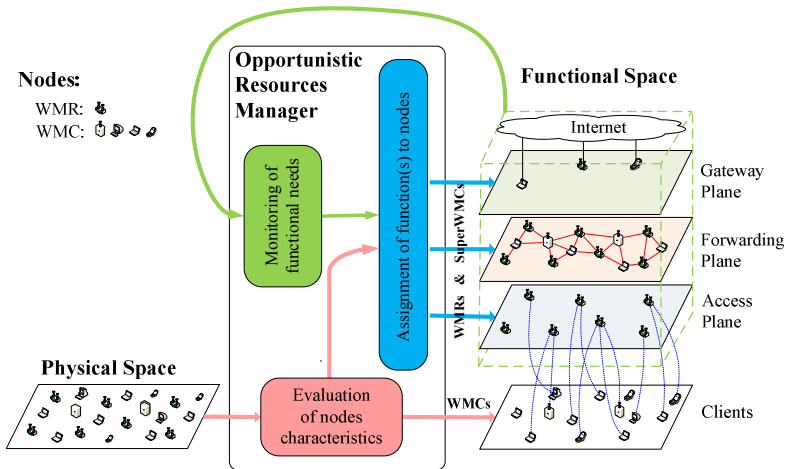 Nodes:
WMR:
WMC:
Opportunistic
Resources
Manager
Monitoring of
functional needs
Assignment of function(s) to nodes
Functional Space
Internet
Gateway
Plane
Forwarding
Plane
Access
Plane
WMRs & SuperWMCs
Physical Space
Evaluation
of nodes
characteristics
WMCs
Clients